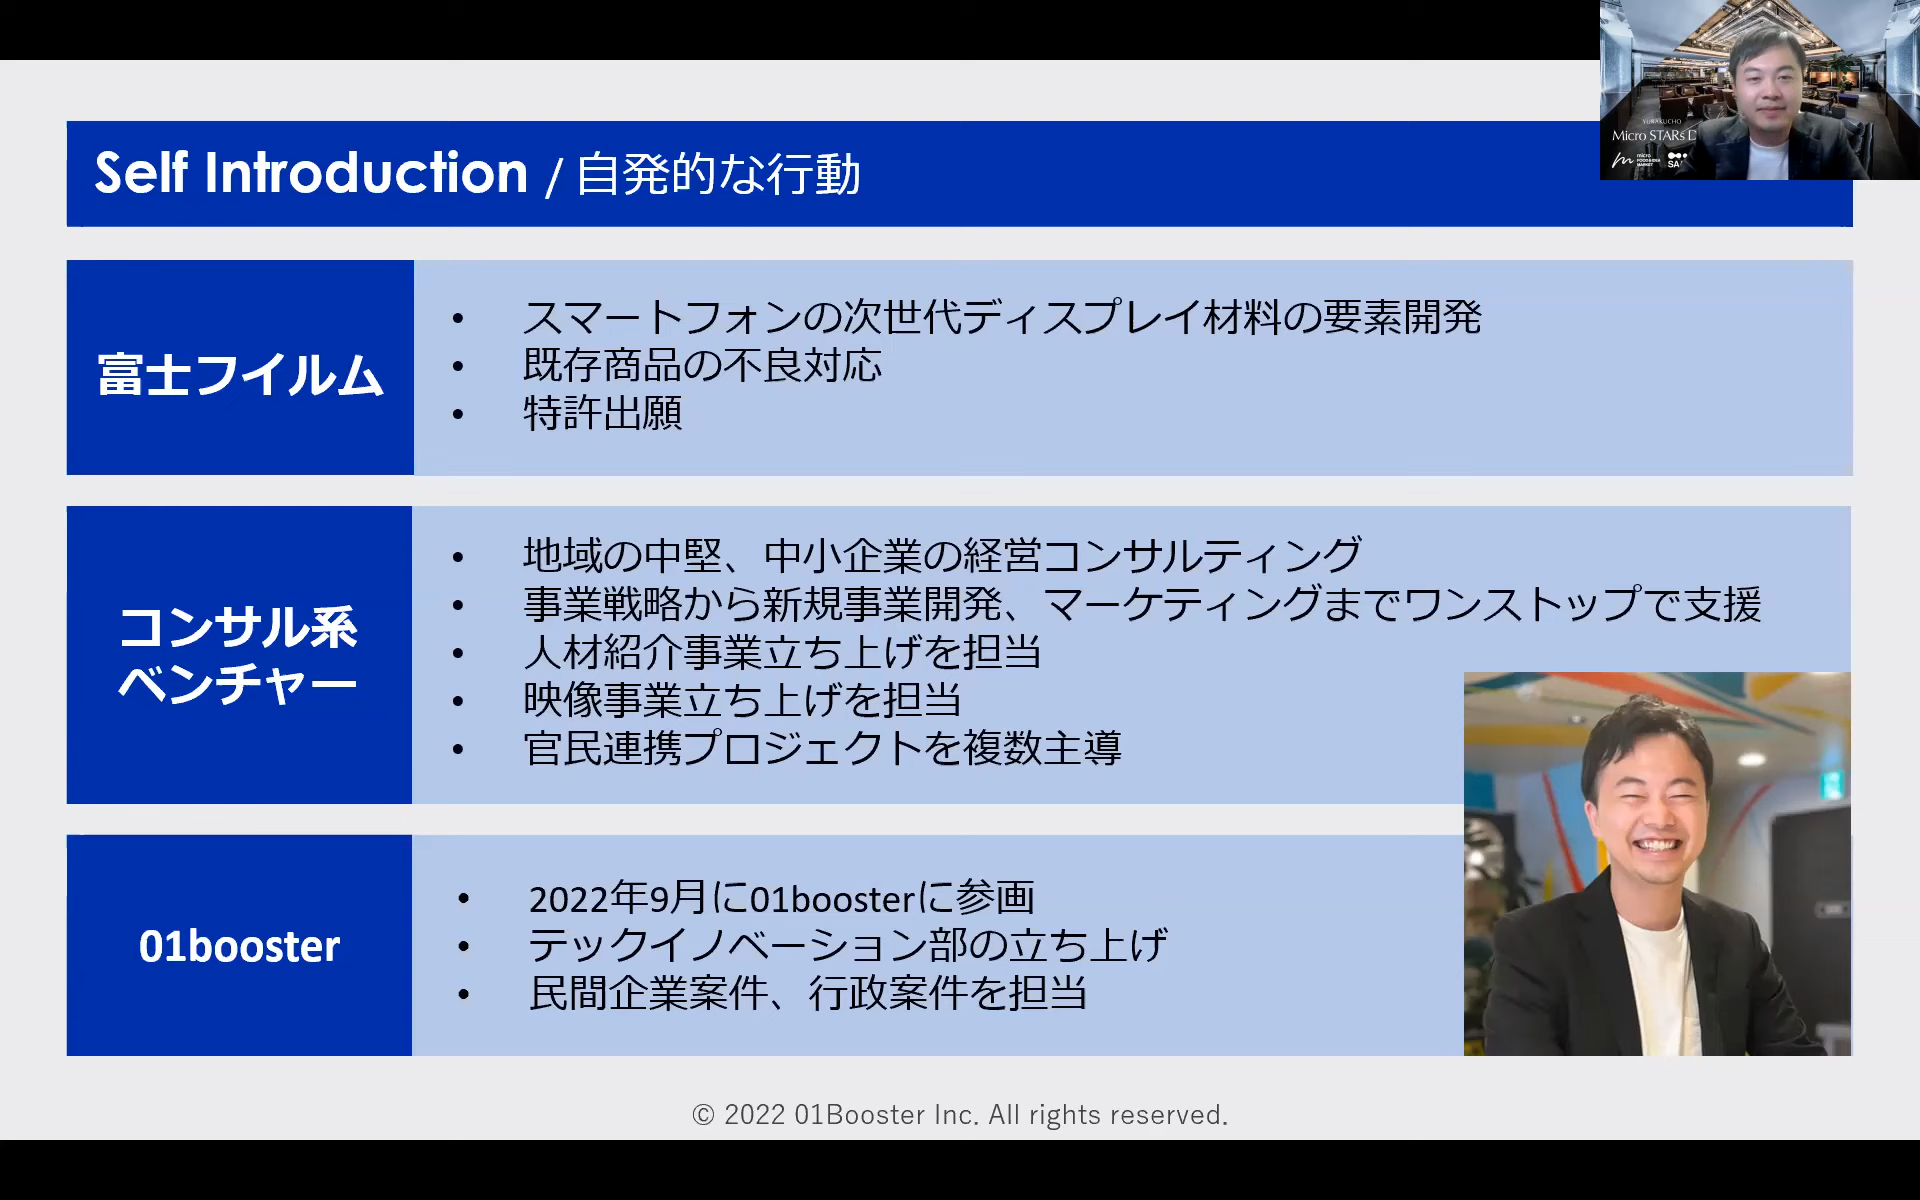 YURAKUCHO
Micro STARs D
Self Introduction / 自発的な行動
富士フイルム
• スマートフォンの次世代ディスプレイ材料の要素開発
• 既存商品の不良対応
• 特許出願
コンサル系
ベンチャー
• 地域の中堅、中小企業の経営コンサルティング
• 事業戦略から新規事業開発、マーケティングまでワンストップで支援
• 人材紹介事業立ち上げを担当
• 映像事業立ち上げを担当
• 官民連携プロジェクトを複数主導
01booster
• 2022年9月に01boosterに参画
• テックイノベーション部の立ち上げ
• 民間企業案件、行政案件を担当
© 2022 01Booster Inc. All rights reserved.